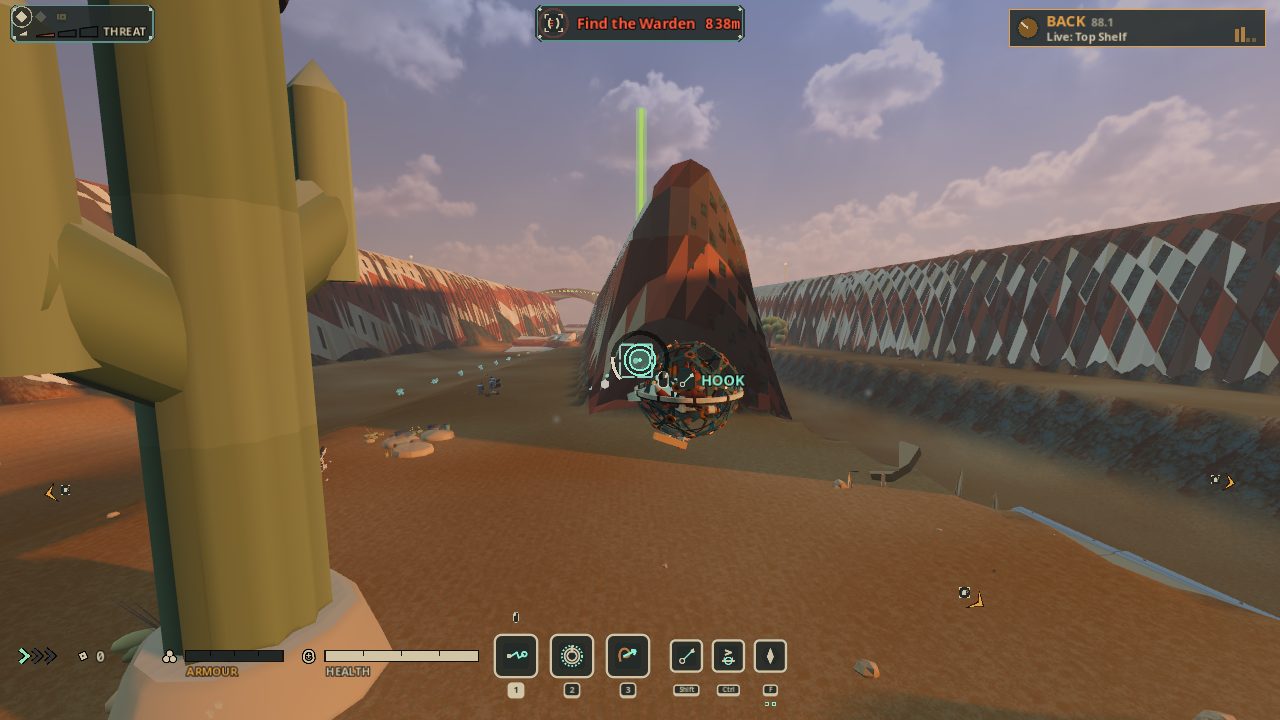 THREAT
Find the Warden 838m
BACK 88.1
Live: Top Shelf
HOOK
0
ARMOUR
HEALTH
1
2
3
Shift
Ctrl
F